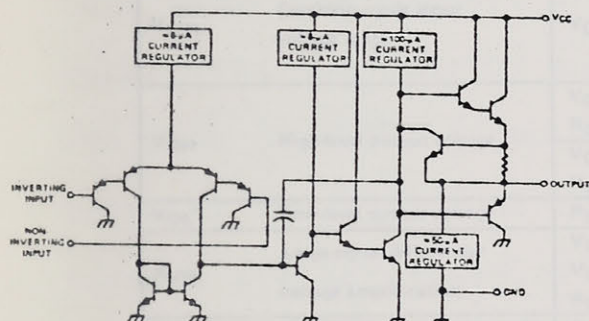 VCC
≈6µA
CURRENT
REGULATOR
≈6µA
CURRENT
REGULATOR
≈100µA
CURRENT
REGULATOR
INVERTING
INPUT
NON
INVERTING
INPUT
OUTPUT
≈50µA
CURRENT
REGULATOR
GND